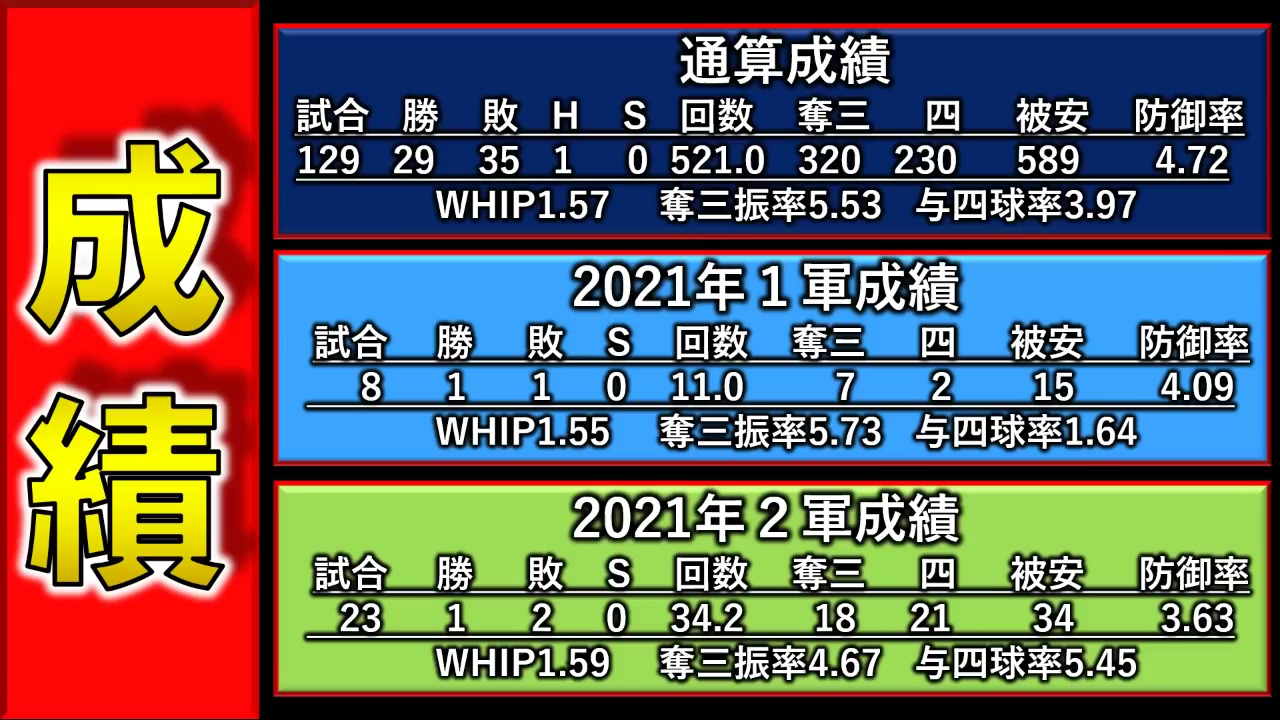 成績
通算成績
試合 勝 敗 H S 回数 奪三 四 被安 防御率
129 29 35 1 0 521.0 320 230 589 4.72
WHIP1.57 奪三振率5.53 与四球率3.97
2021年１軍成績
試合 勝 敗 S 回数 奪三 四 被安 防御率
8 1 1 0 11.0 7 2 15 4.09
WHIP1.55 奪三振率5.73 与四球率1.64
2021年２軍成績
試合 勝 敗 S 回数 奪三 四 被安 防御率
23 1 2 0 34.2 18 21 34 3.63
WHIP1.59 奪三振率4.67 与四球率5.45